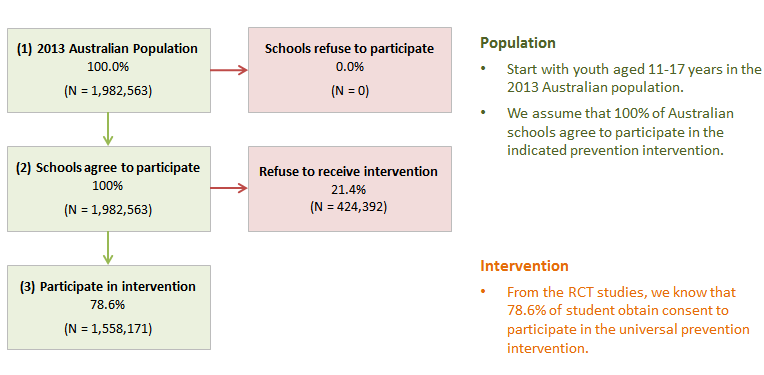 (1) 2013 Australian Population
100.0%
(N = 1,982,563)
Schools refuse to participate
0.0%
(N = 0)
Population
• Start with youth aged 11-17 years in the
2013 Australian population.
• We assume that 100% of Australian
schools agree to participate in the
indicated prevention intervention.
(2) Schools agree to participate
100%
(N = 1,982,563)
Refuse to receive intervention
21.4%
(N = 424,392)
(3) Participate in intervention
78.6%
(N = 1,558,171)
Intervention
• From the RCT studies, we know that
78.6% of student obtain consent to
participate in the universal prevention
intervention.